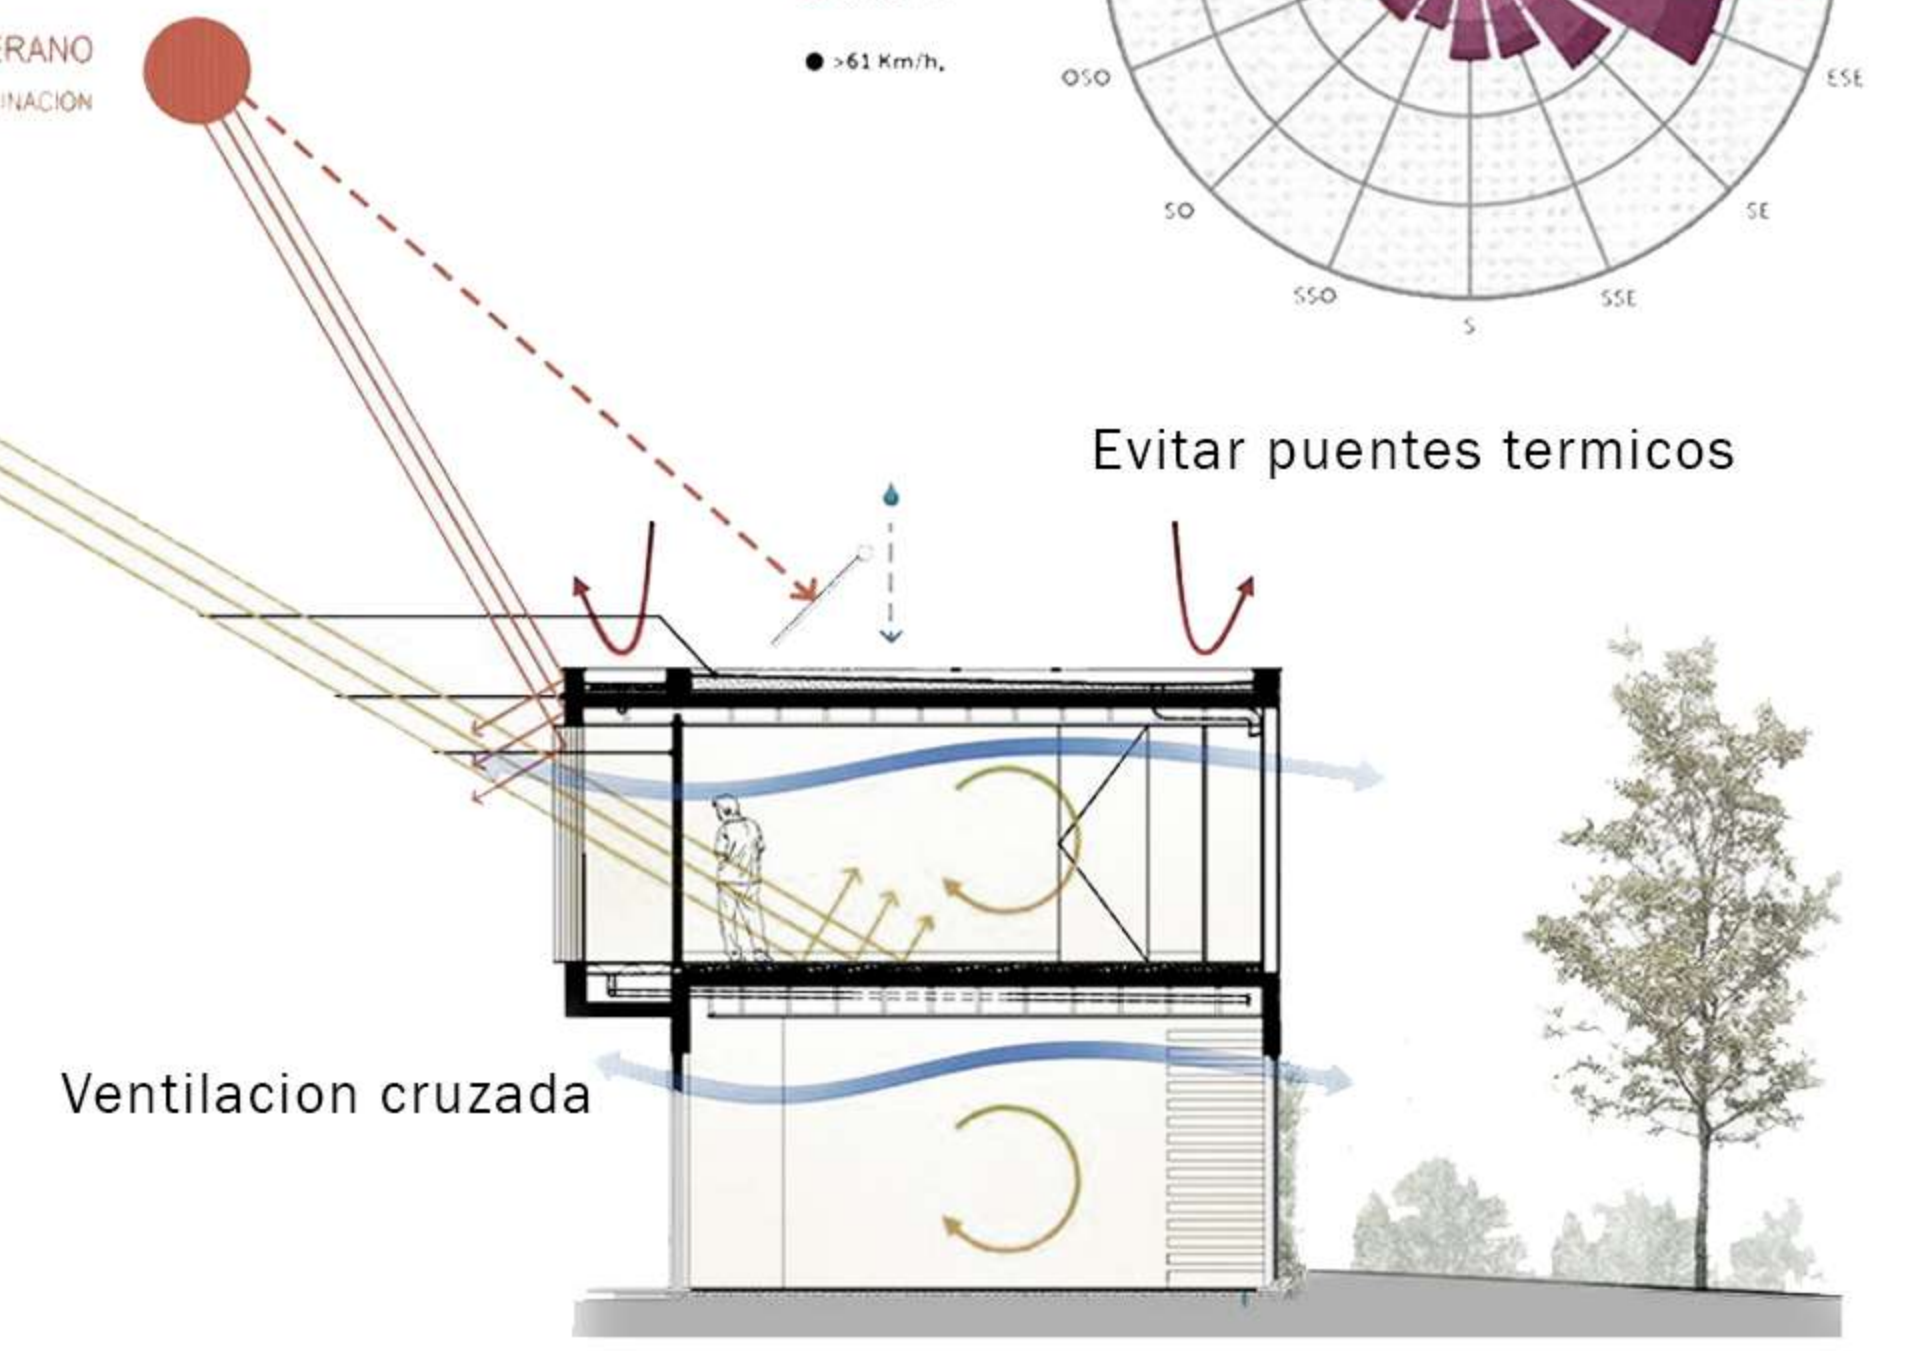 ERANO
INACION
>61 Km/h.
OSO
ESE
SO
SE
SSO
SSE
S
Evitar puentes termicos
Ventilacion cruzada